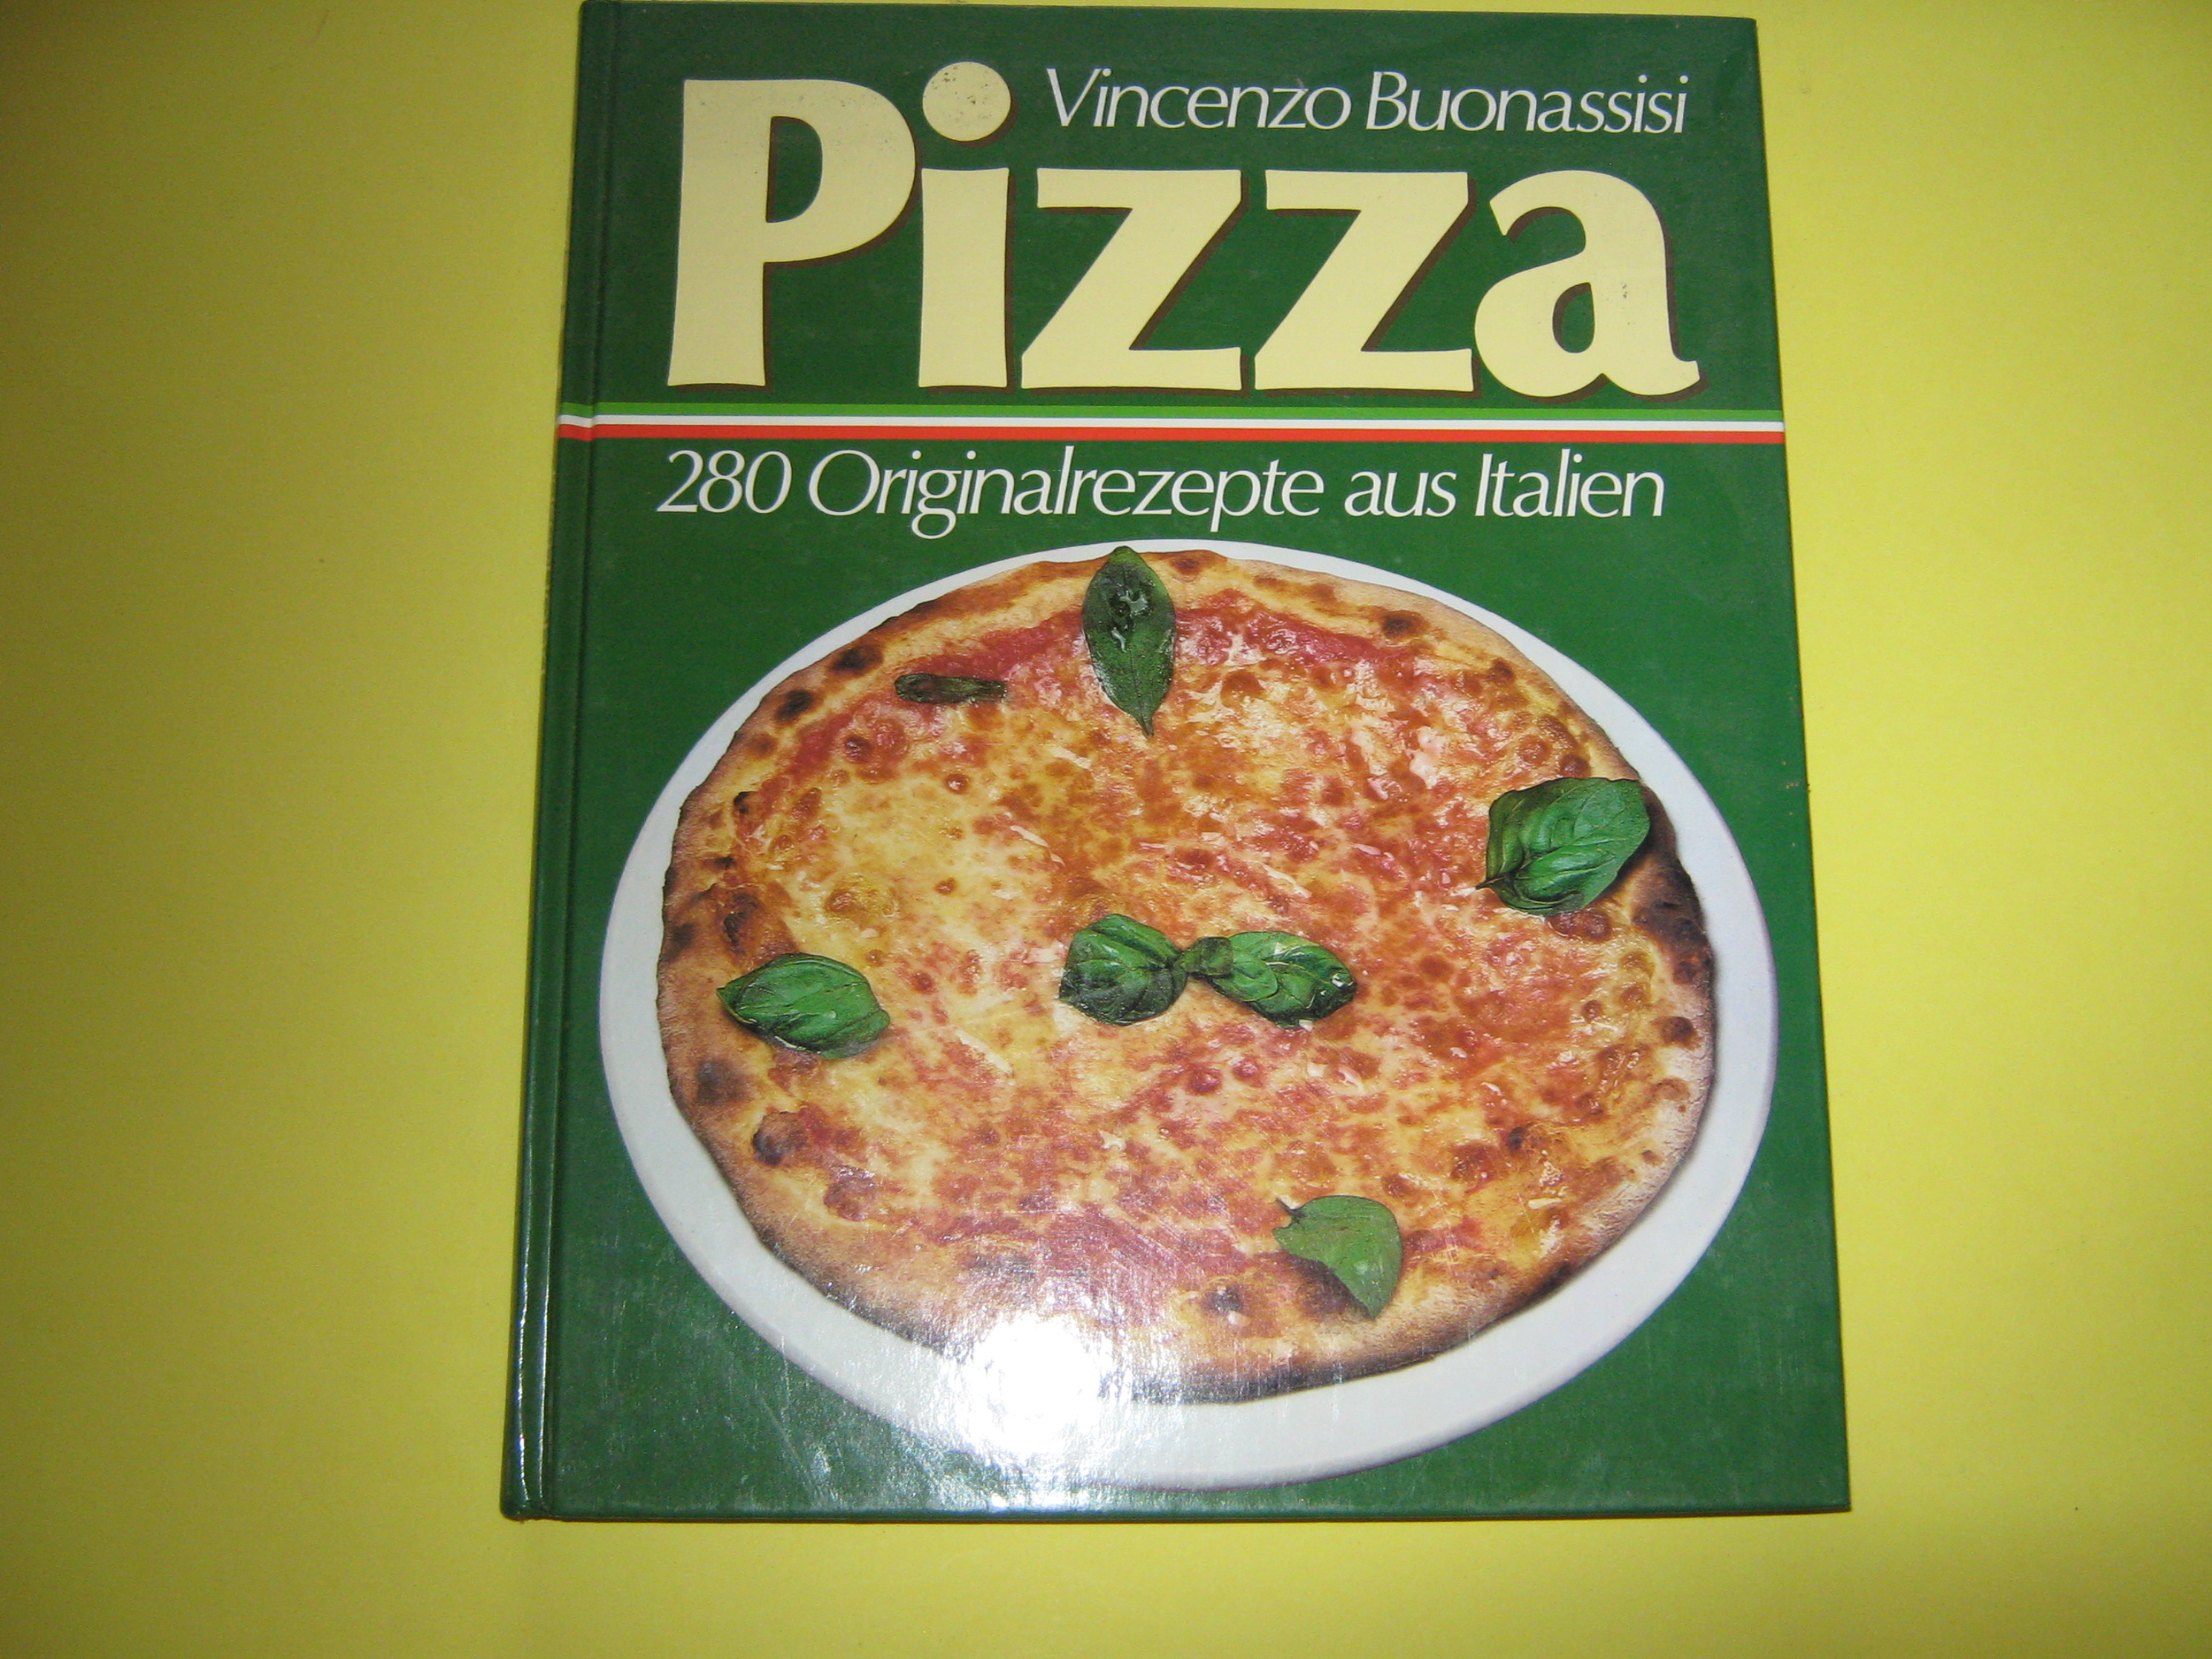 Vincenzo Buonassisi
Pizza
280 Originalrezepte aus Italien